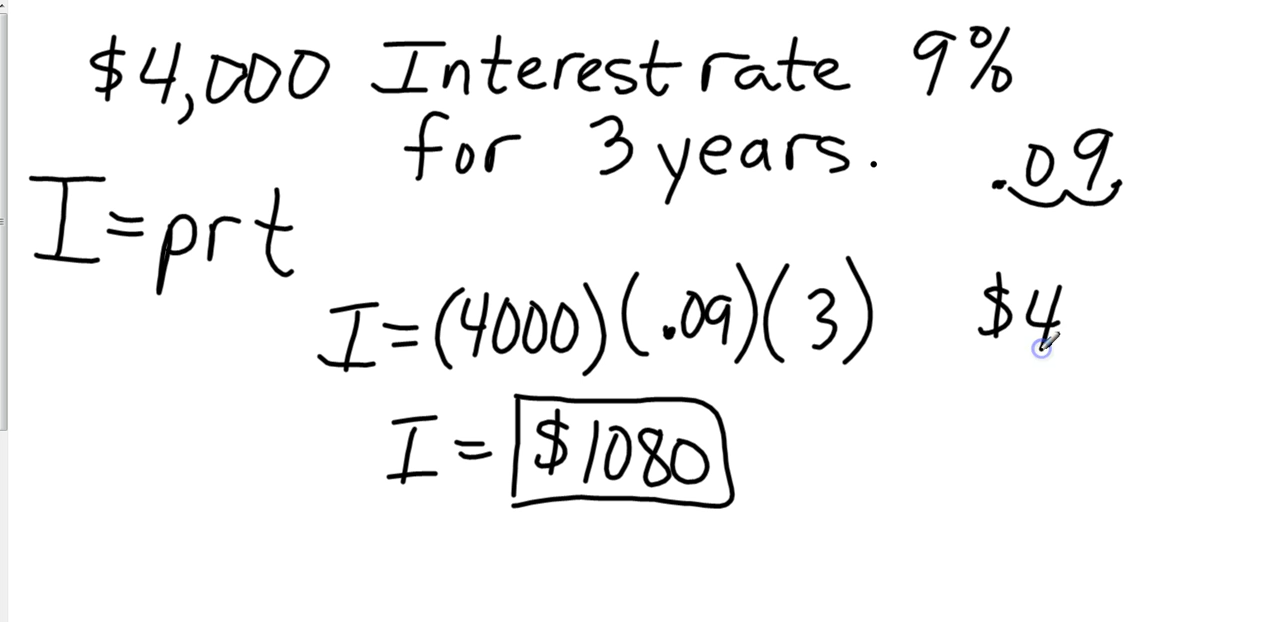 $4,000 Interest rate 9%
for 3 years.
.09
I=prt
I=(4000)(.09)(3)
$4
I= $1080